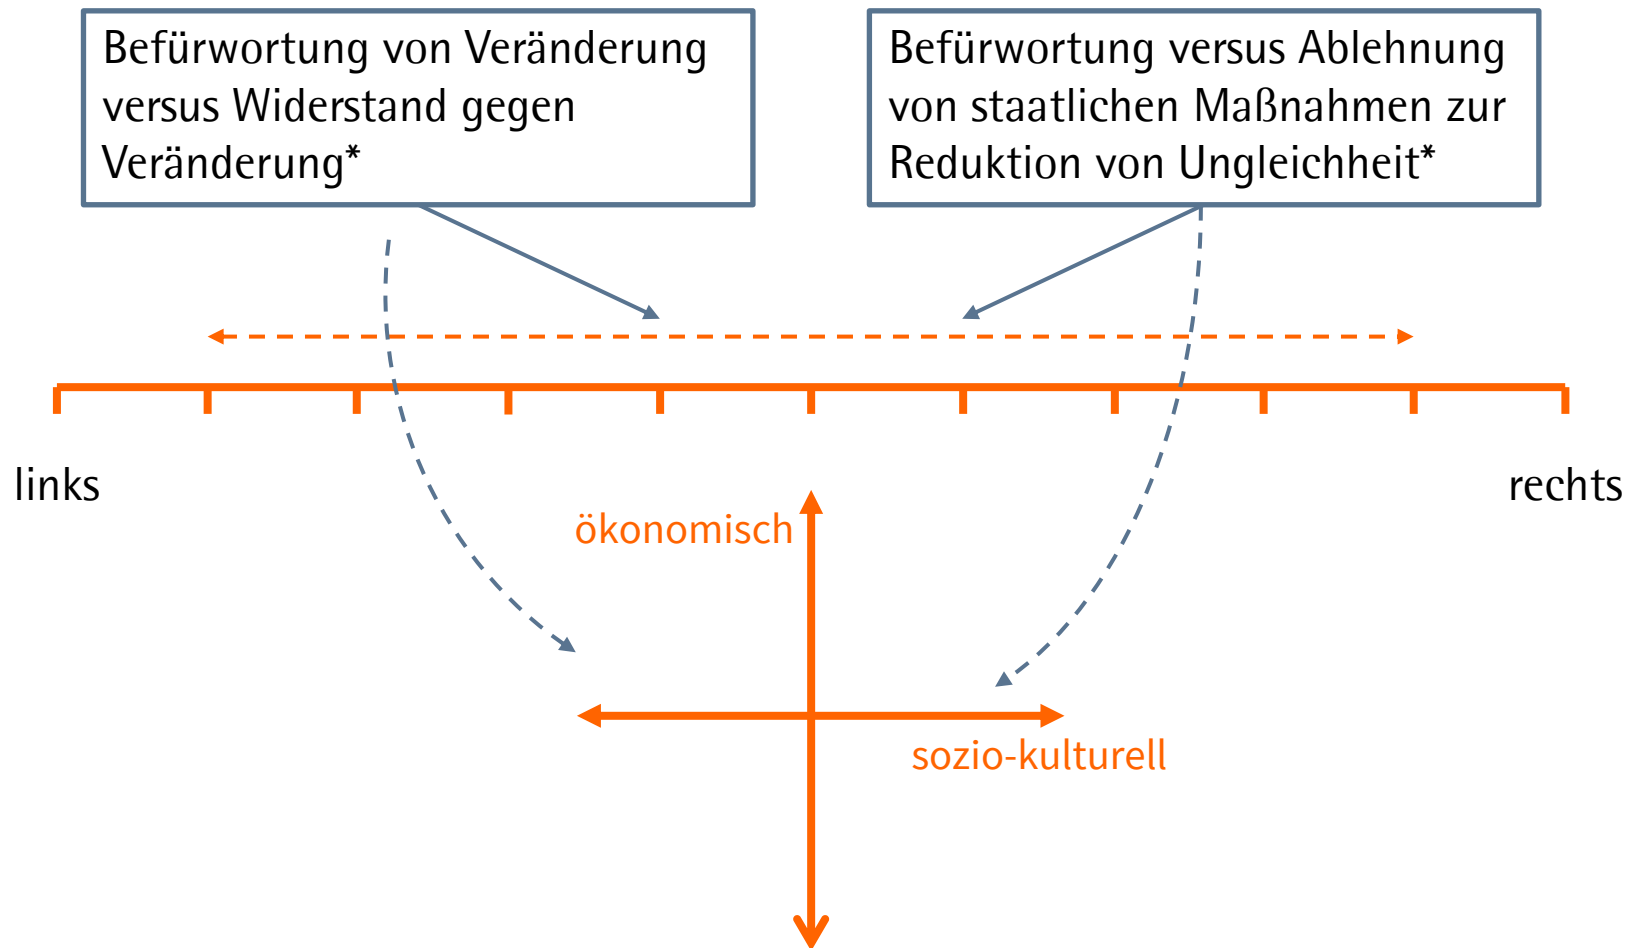 Befürwortung von Veränderung
versus Widerstand gegen
Veränderung*
Befürwortung versus Ablehnung
von staatlichen Maßnahmen zur
Reduktion von Ungleichheit*
links
rechts
ökonomisch
sozio-kulturell